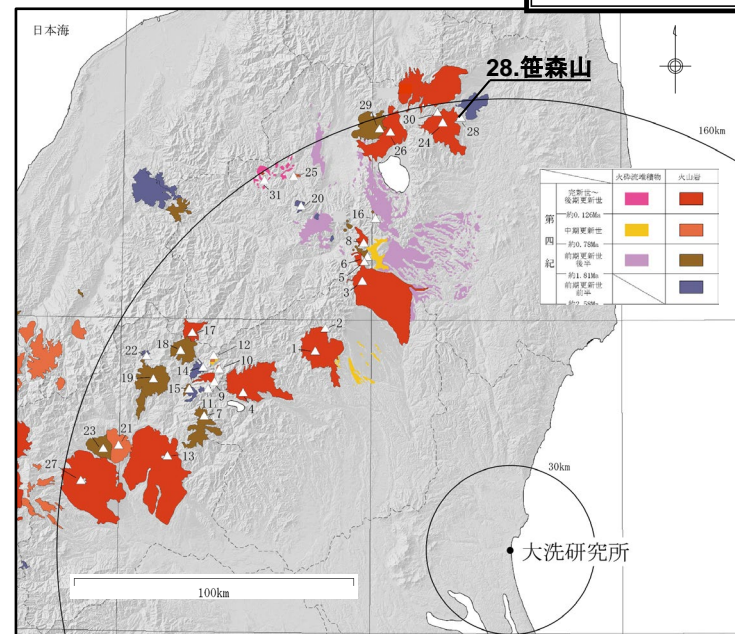 日本海
28.笹森山
160km
29
30
24
28
26
25
31
20
16
8
6
5
3
火砕流堆積物
火山岩
第四紀
完新世~
後期更新世
約0.126Ma
中期更新世
約0.78Ma
前期更新世
後半
約1.81Ma
前期更新世
前半
約2.58Ma
2
17
1
18
12
22
14
10
19
15
9
4
11
7
23
21
13
27
30km
大洗研究所
100km